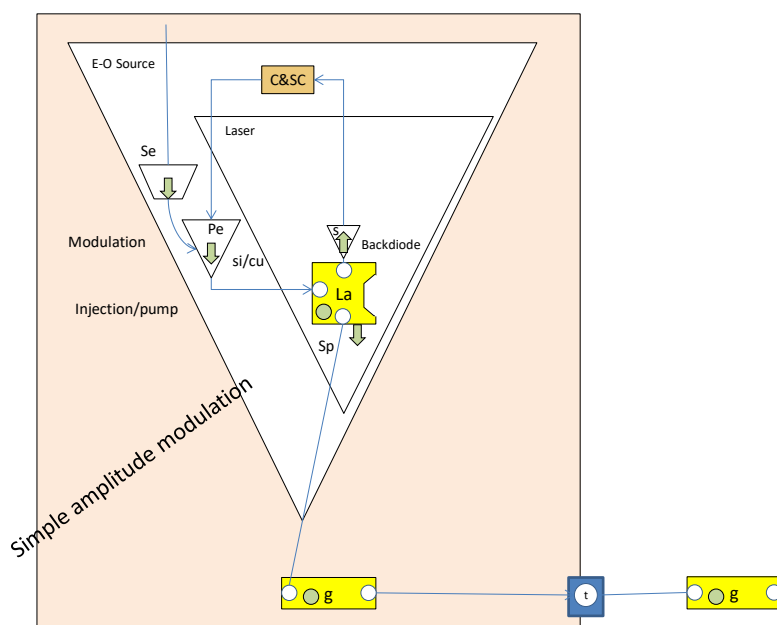 E-O Source
C&SC
Laser
Se
Pe
s
Modulation
si/cu
Backdiode
La
Injection/pump
Sp
Simple amplitude modulation
g
t
g